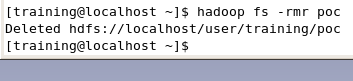 [training@localhost ~]$ hadoop fs -rmr poc
Deleted hdfs://localhost/user/training/poc
[training@localhost ~]$